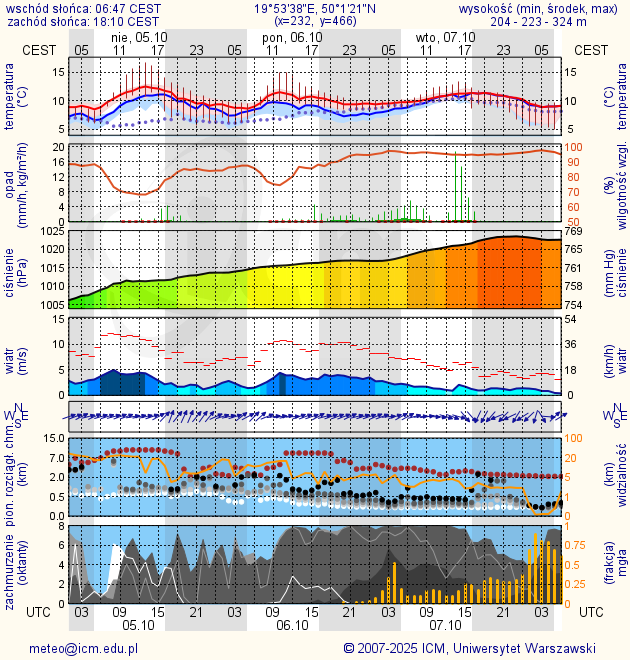 wschód słońca: 06:47 CEST 19°53'38"E, 50°1'21"N wysokość (min, środek, max)
zachód słońca: 18:10 CEST (x=232, y=466) 204 - 223 - 324 m
nie, 05.10 pon, 06.10 wto, 07.10
CEST 05 11 17 23 05 11 17 23 05 11 17 23 05 CEST
temperatura (°C) 15 10 5 15 10 5 (°C) temperatura
opad (mm/h, kg/m²/h) 20 16 12 8 4 0 100 90 80 70 60 50 (%) wilgotność wzgl.
ciśnienie (hPa) 1025 1020 1015 1010 1005 769 765 761 758 754 (mm Hg) ciśnienie
wiatr (m/s) 15 10 5 0 54 36 18 0 (km/h) wiatr
N W E S N W E S
pion. rozciągł. chm. (km) 15.0 7.0 2.0 0.5 0.0 100 20 5 1 0 (km) widzialność
zachmurzenie (oktanty) 8 6 4 2 0 1 0.75 0.5 0.25 0 (frakcja) mgła
UTC 03 09 15 21 03 09 15 21 03 09 15 21 03 UTC
05.10 06.10 07.10
meteo@icm.edu.pl © 2007-2025 ICM, Uniwersytet Warszawski